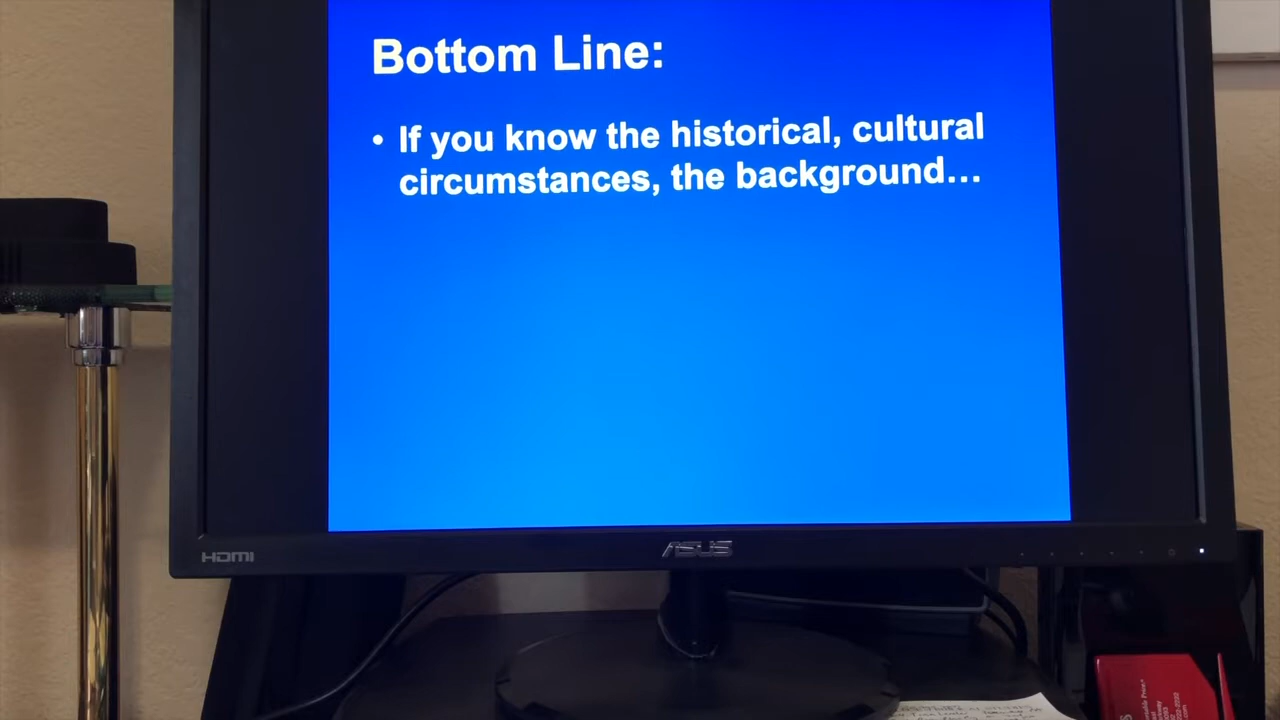 Bottom Line:
• If you know the historical, cultural
circumstances, the background...
HDMI
ASUS